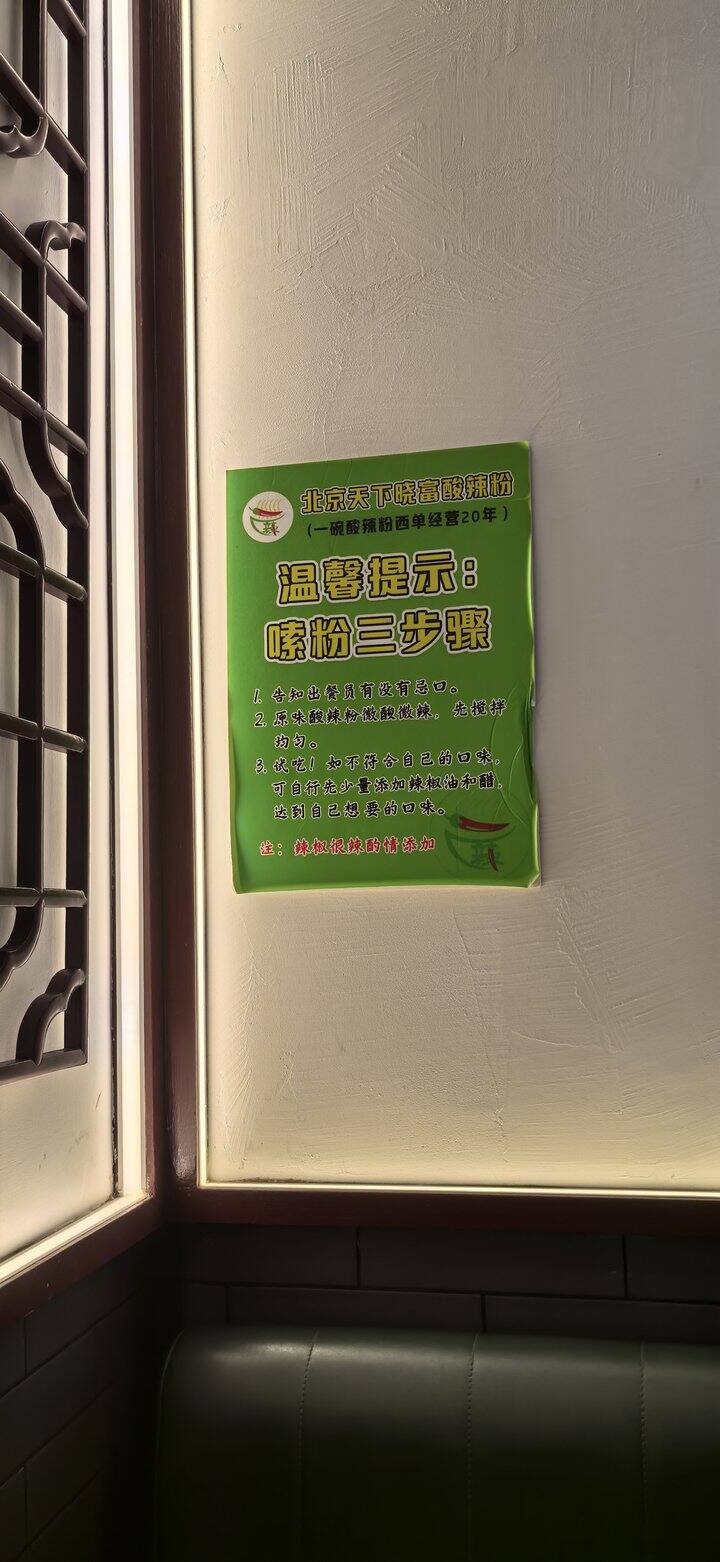 北京天下晓富酸辣粉
(一碗酸辣粉西单经营20年)
温馨提示：
嗦粉三步骤
1. 告知出餐员有没有忌口。
2. 原味酸辣粉微酸微辣，先搅拌
均匀。
3. 试吃！如不符合自己的口味，
可自行先少量添加辣椒油和醋，
达到自己想要的口味。
注：辣椒很辣酌情添加